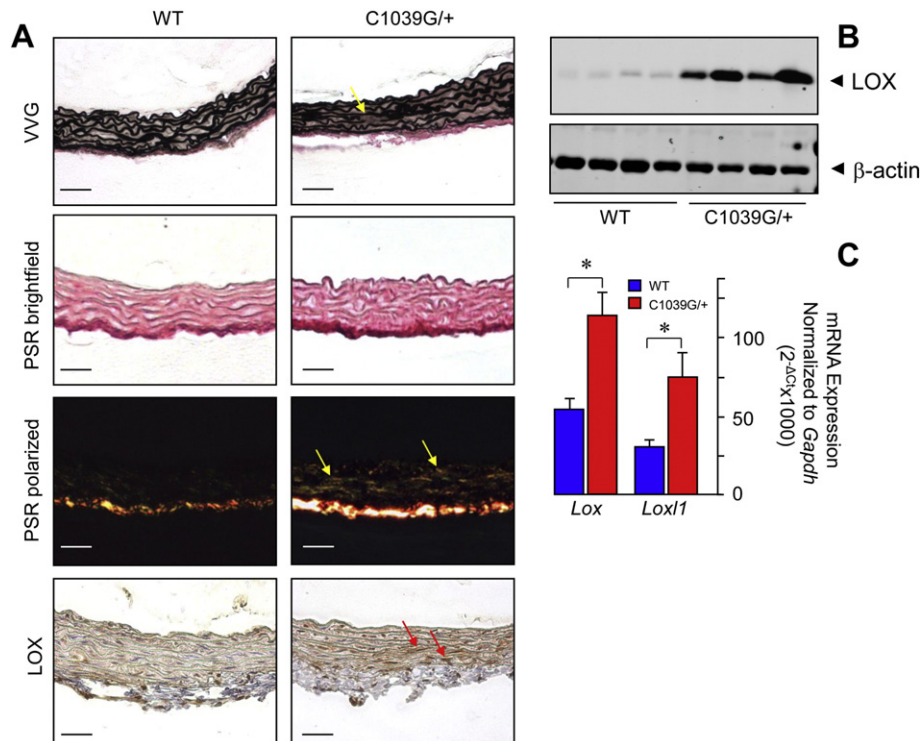 WT
C1039G/+
A
VVG
PSR brightfield
PSR polarized
LOX
B
LOX
β-actin
WT
C1039G/+
C
*
*
WT
C1039G/+
100
50
0
mRNA Expression
Normalized to Gapdh
(2-ΔCtx1000)
Lox
Loxl1